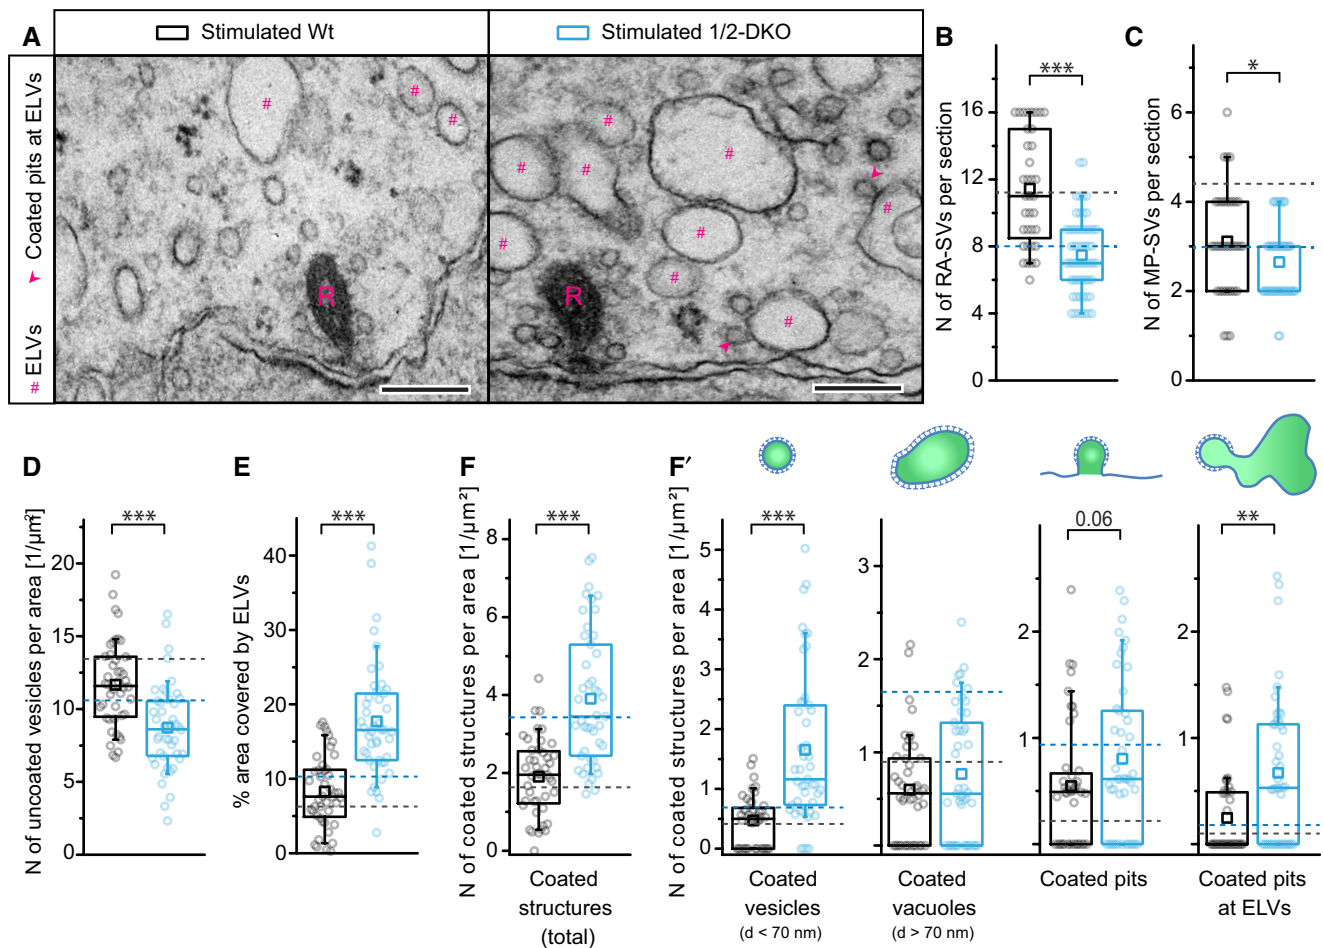 A
Stimulated Wt
Stimulated 1/2-DKO
# ELVs
Coated pits at ELVs
#
#
#
R
#
#
#
#
#
#
#
#
#
R
B
N of RA-SVs per section
16
12
8
4
0
***
C
N of MP-SVs per section
6
4
2
0
*
D
N of uncoated vesicles per area [1/µm²]
20
15
10
5
0
***
E
% area covered by ELVs
40
30
20
10
0
***
F
N of coated structures per area [1/µm²]
8
6
4
2
0
***
Coated
structures
(total)
F′
N of coated structures per area [1/µm²]
5
4
3
2
1
0
***
Coated
vesicles
(d < 70 nm)
3
2
1
0
Coated
vacuoles
(d > 70 nm)
2
1
0.06
Coated pits
2
1
**
Coated pits
at ELVs